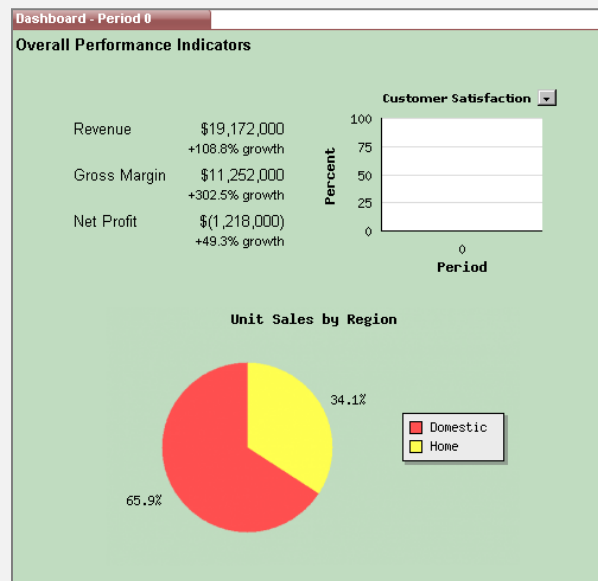 Dashboard - Period 0
Overall Performance Indicators
Revenue $19,172,000
+108.8% growth
Gross Margin $11,252,000
+302.5% growth
Net Profit $(1,218,000)
+49.3% growth
Customer Satisfaction
Percent
100
75
50
25
0
0
Period
Unit Sales by Region
34.1%
65.9%
Domestic
Home